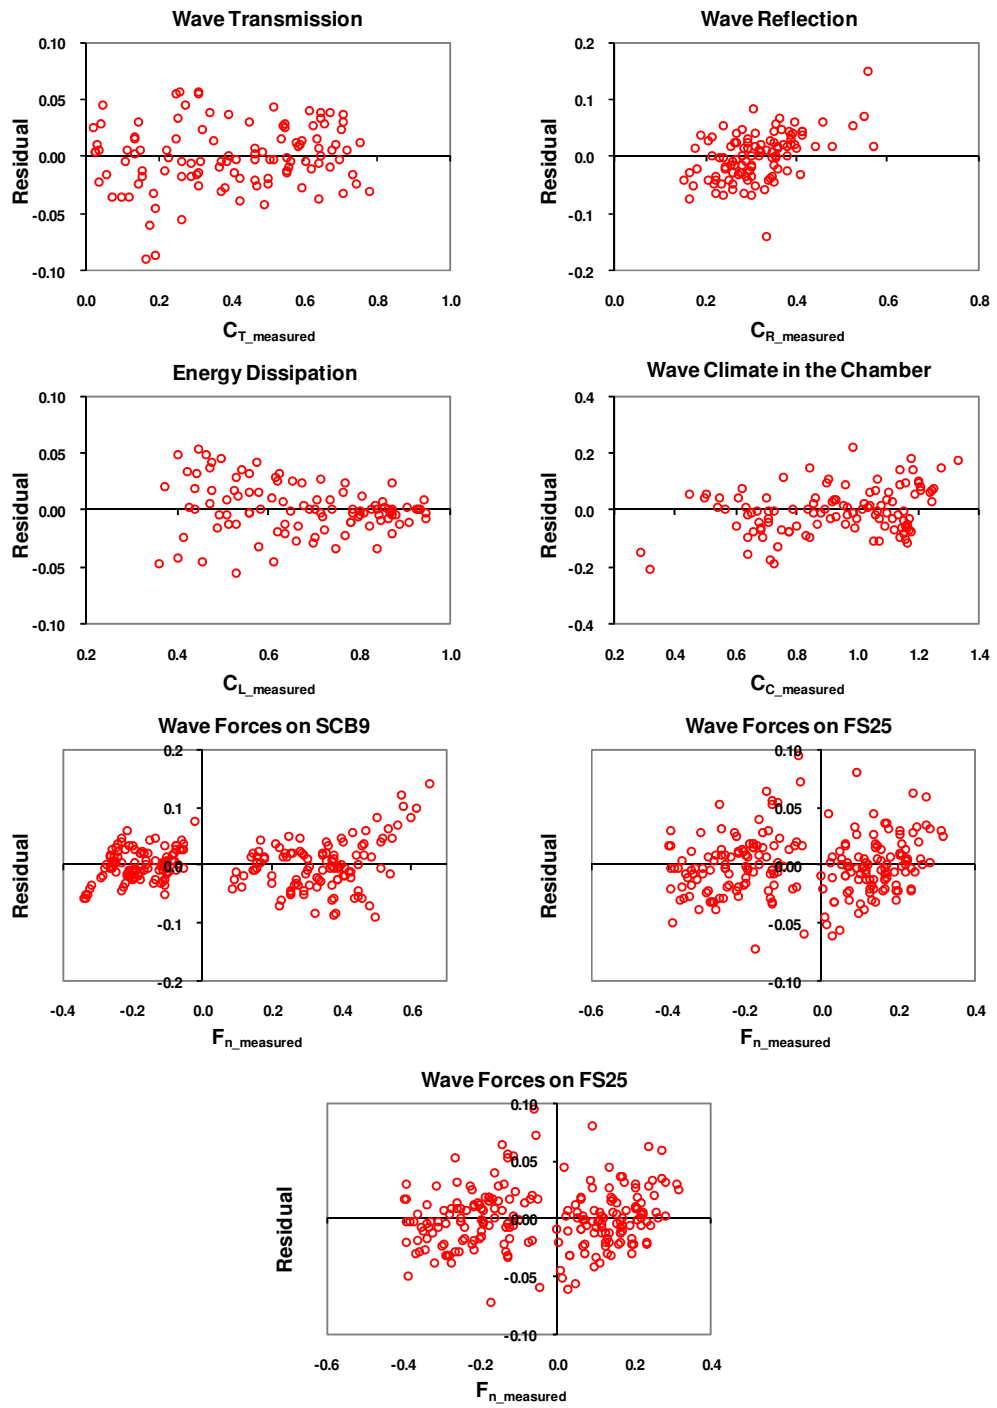 Wave Transmission
0.10
0.05
0.00
-0.05
-0.10
Residual
0.0 0.2 0.4 0.6 0.8 1.0
C_T_measured
Wave Reflection
0.2
0.1
0.0
-0.1
-0.2
Residual
0.0 0.2 0.4 0.6 0.8
C_R_measured
Energy Dissipation
0.10
0.05
0.00
-0.05
-0.10
Residual
0.2 0.4 0.6 0.8 1.0
C_L_measured
Wave Climate in the Chamber
0.4
0.2
0.0
-0.2
-0.4
Residual
0.2 0.4 0.6 0.8 1.0 1.2 1.4
C_C_measured
Wave Forces on SCB9
0.2
0.1
0.0
-0.1
-0.2
Residual
-0.4 -0.2 0.0 0.2 0.4 0.6
F_n_measured
Wave Forces on FS25
0.10
0.05
0.00
-0.05
-0.10
Residual
-0.6 -0.4 -0.2 0.0 0.2 0.4
F_n_measured
Wave Forces on FS25
0.10
0.05
0.00
-0.05
-0.10
Residual
-0.6 -0.4 -0.2 0.0 0.2 0.4
F_n_measured